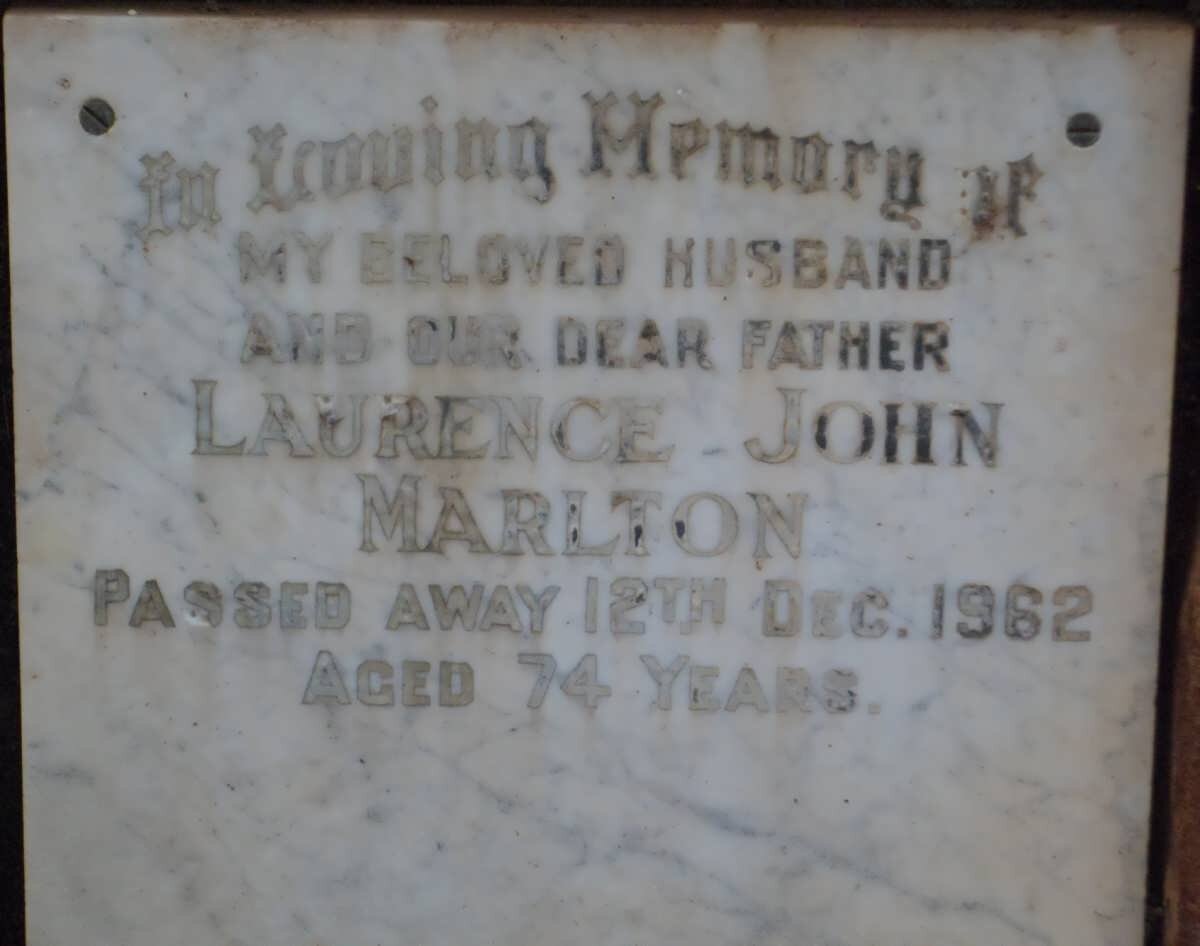 In Loving Memory of
MY BELOVED HUSBAND
AND OUR DEAR FATHER
LAURENCE JOHN
MARLTON
PASSED AWAY 12TH DEC. 1962
AGED 74 YEARS.